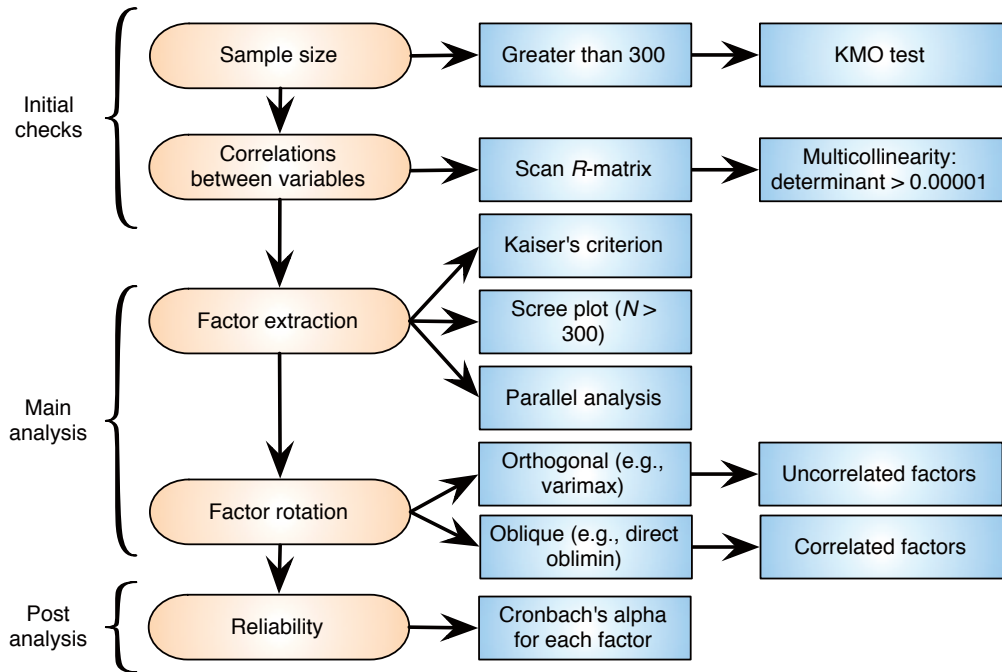 Sample size
Greater than 300
KMO test
Initial
checks
Correlations
between variables
Scan R-matrix
Multicollinearity:
determinant > 0.00001
Kaiser's criterion
Factor extraction
Scree plot (N >
300)
Parallel analysis
Main
analysis
Orthogonal (e.g.,
varimax)
Uncorrelated factors
Factor rotation
Oblique (e.g., direct
oblimin)
Correlated factors
Post
analysis
Reliability
Cronbach's alpha
for each factor